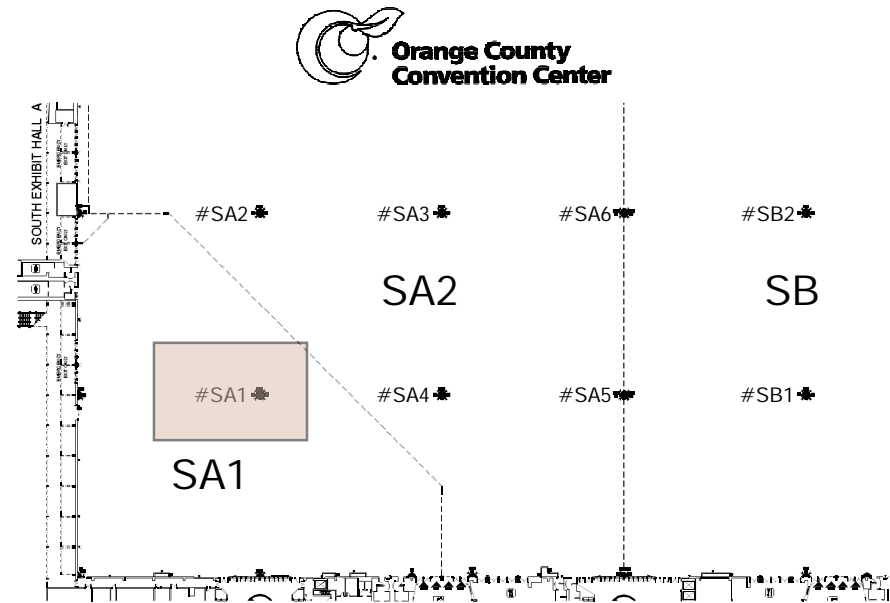 Orange County
Convention Center
SOUTH EXHIBIT HALL A
#SA2
#SA3
#SA6
#SB2
SA2
SB
#SA1
#SA4
#SA5
#SB1
SA1